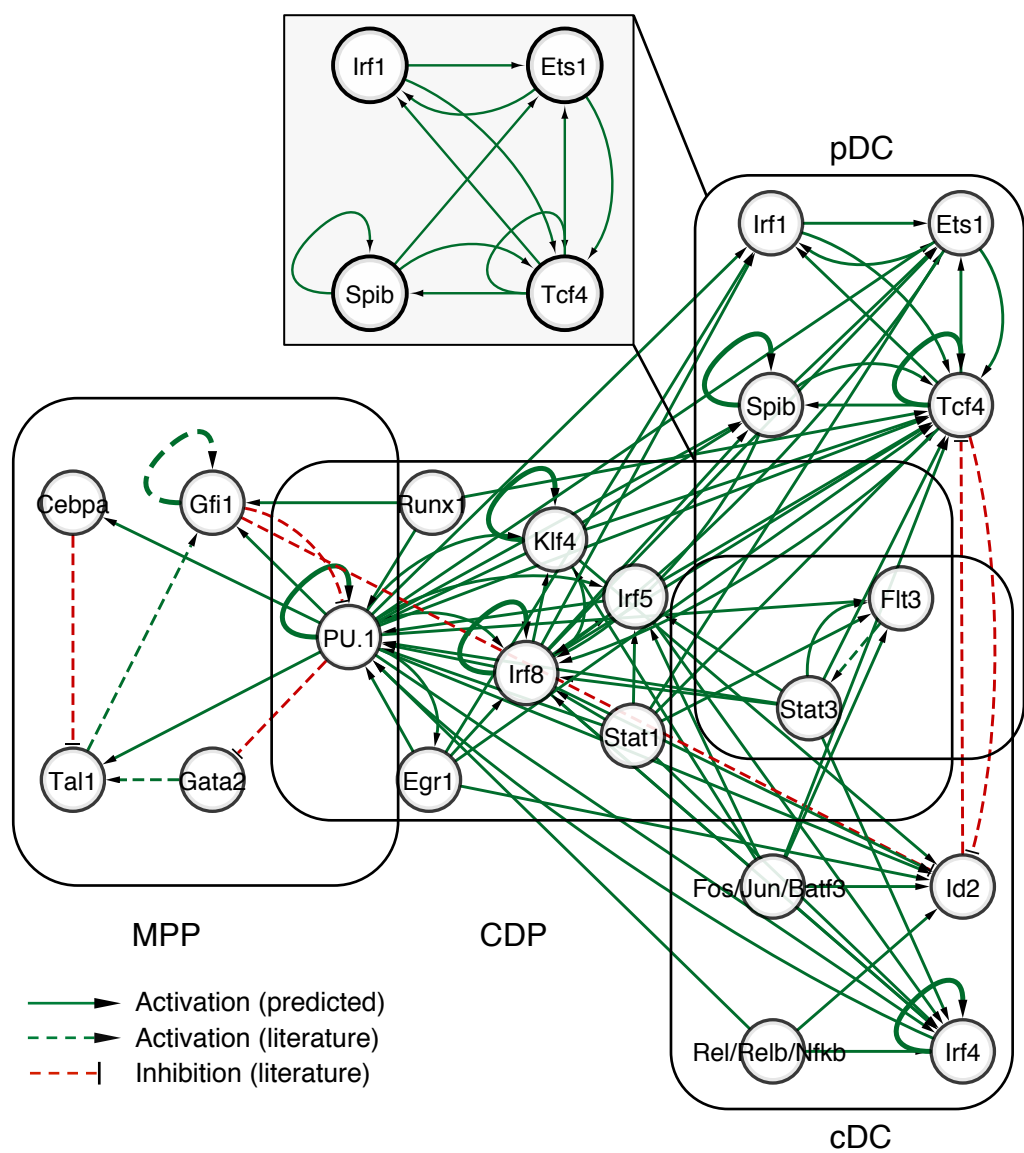 Irf1
Ets1
Spib
Tcf4
pDC
Irf1
Ets1
Spib
Tcf4
Cebpa
Gfi1
Runx1
Klf4
Irf5
Flt3
PU.1
Irf8
Stat3
Stat1
Tal1
Gata2
Egr1
Fos/Jun/Batf3
Id2
MPP
CDP
Activation (predicted)
Activation (literature)
Inhibition (literature)
Rel/Relb/Nfkb
Irf4
cDC